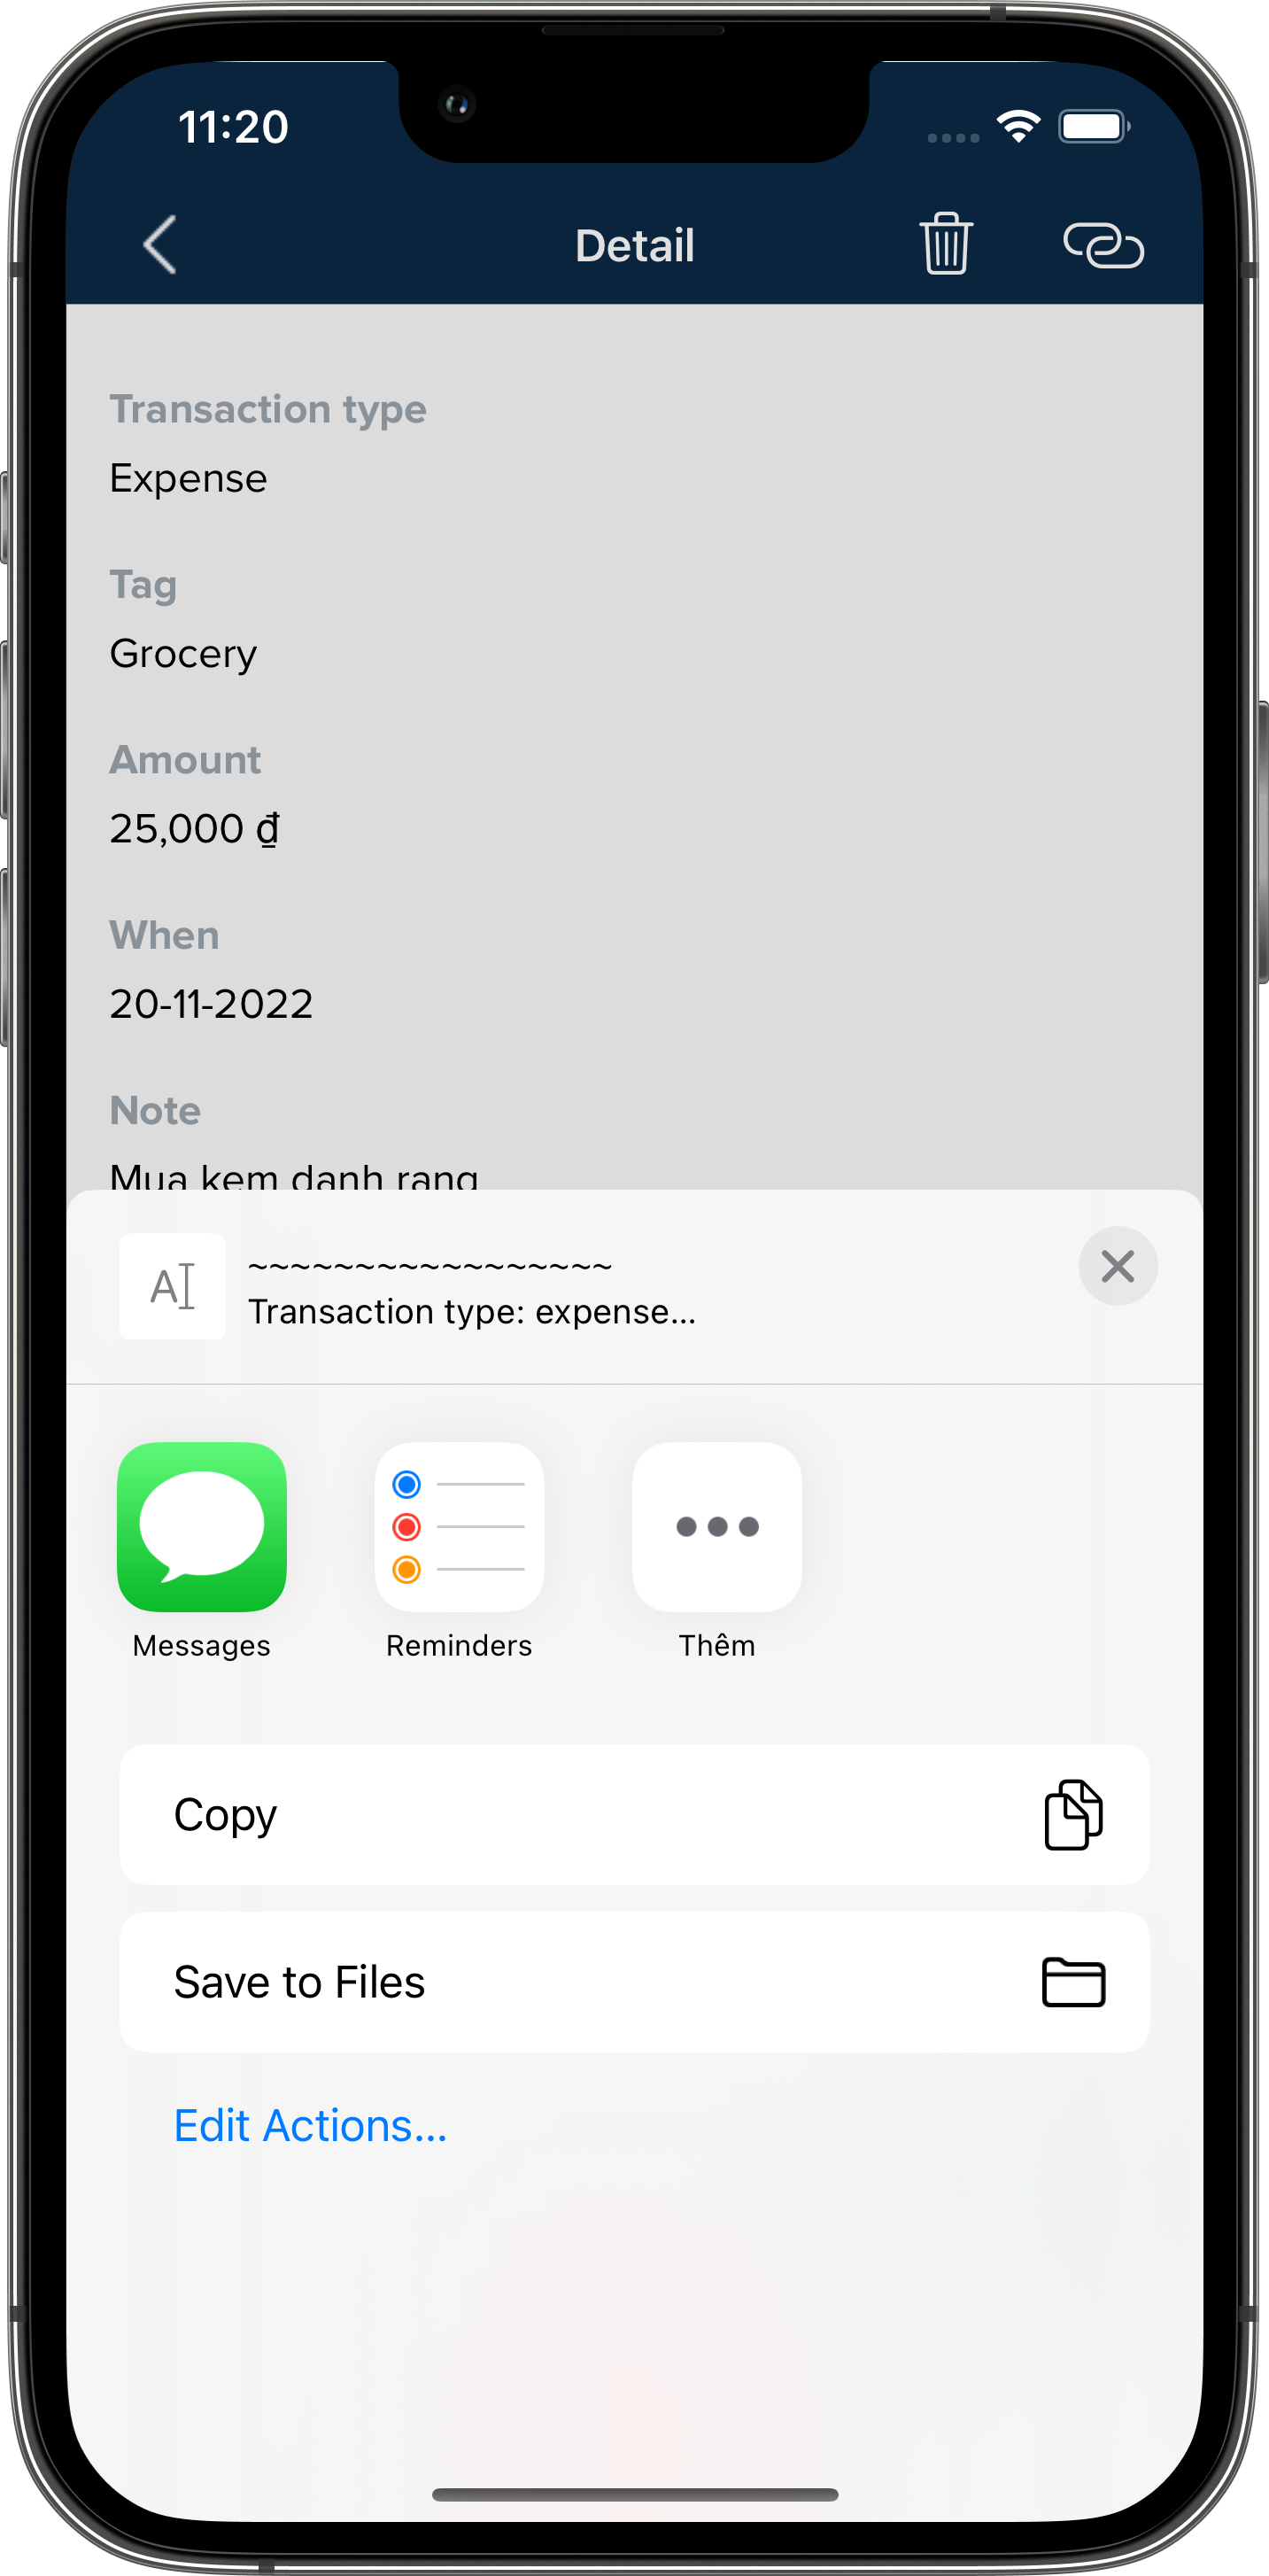 11:20
Detail
Transaction type
Expense
Tag
Grocery
Amount
25,000 ₫
When
20-11-2022
Note
Mua kem danh rang
~~~~~~~~~~~~~~~~~
Transaction type: expense...
Messages
Reminders
Thêm
Copy
Save to Files
Edit Actions...